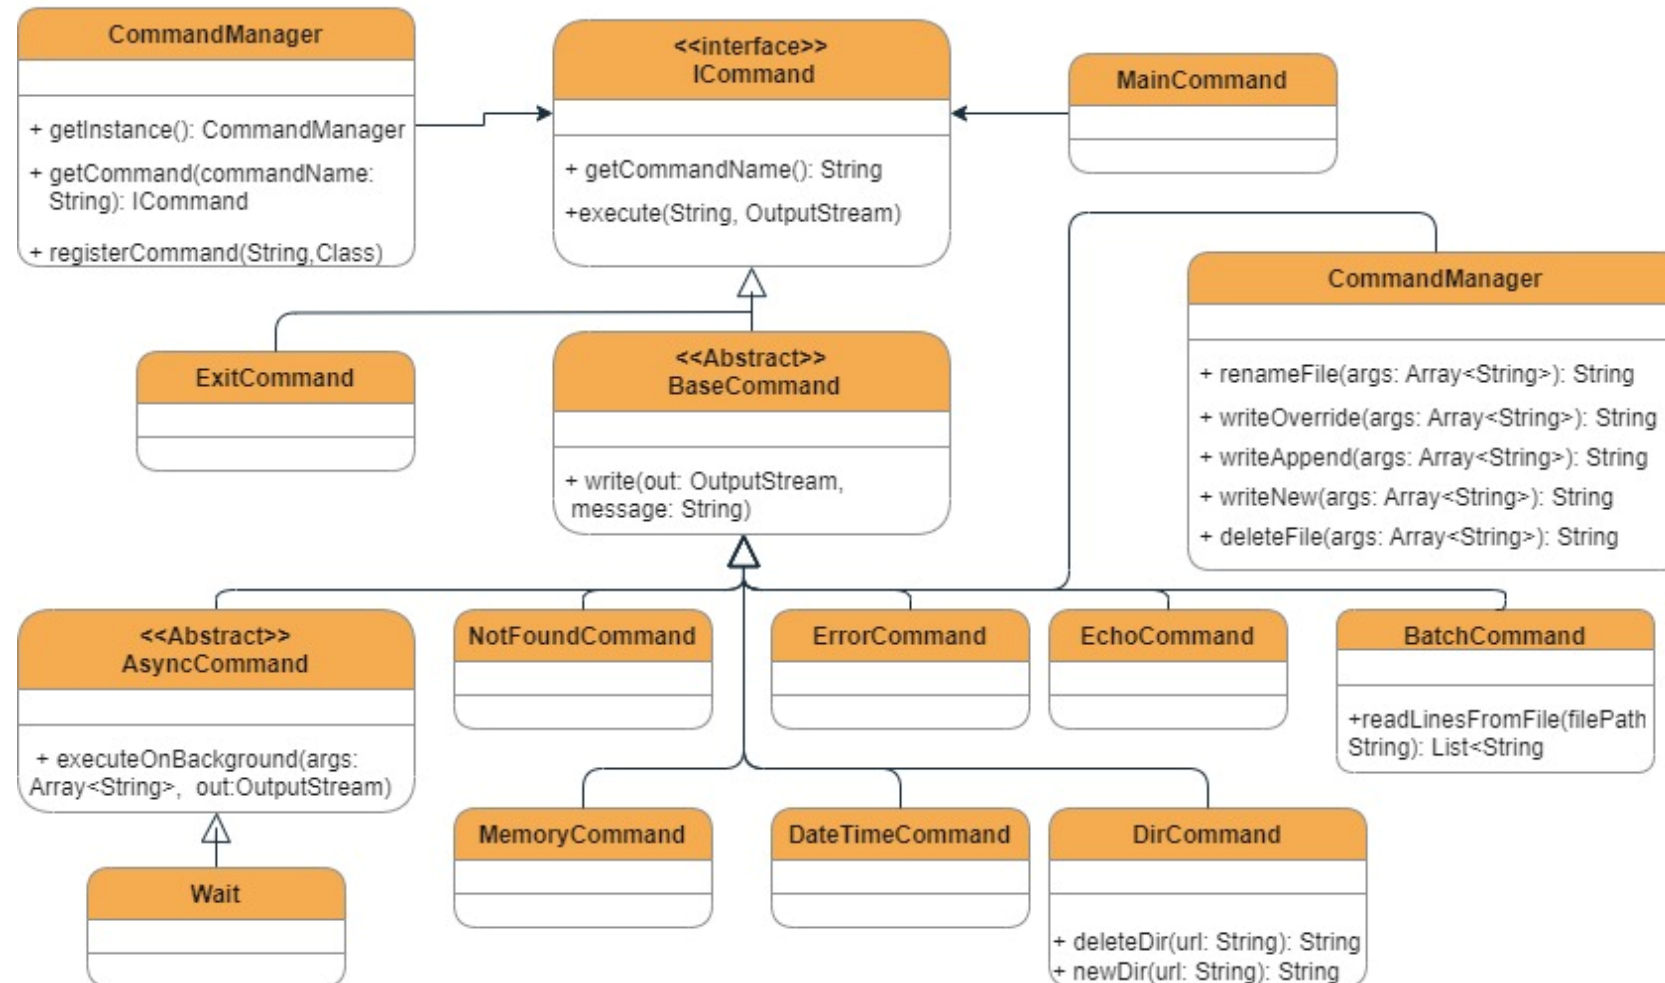 CommandManager
+ getInstance(): CommandManager
+ getCommand(commandName:
String): ICommand
+ registerCommand(String,Class)
<<interface>>
ICommand
+ getCommandName(): String
+execute(String, OutputStream)
MainCommand
CommandManager
+ renameFile(args: Array<String>): String
+ writeOverride(args: Array<String>): String
+ writeAppend(args: Array<String>): String
+ writeNew(args: Array<String>): String
+ deleteFile(args: Array<String>): String
ExitCommand
<<Abstract>>
BaseCommand
+ write(out: OutputStream,
message: String)
<<Abstract>>
AsyncCommand
+ executeOnBackground(args:
Array<String>, out:OutputStream)
NotFoundCommand
ErrorCommand
EchoCommand
BatchCommand
+readLinesFromFile(filePath
String): List<String
Wait
MemoryCommand
DateTimeCommand
DirCommand
+ deleteDir(url: String): String
+ newDir(url: String): String